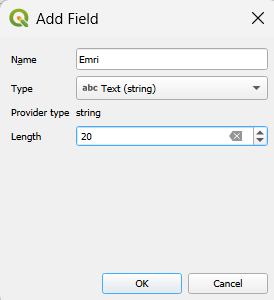 Add Field
Name Emri
Type abc Text (string)
Provider type string
Length 20
OK Cancel